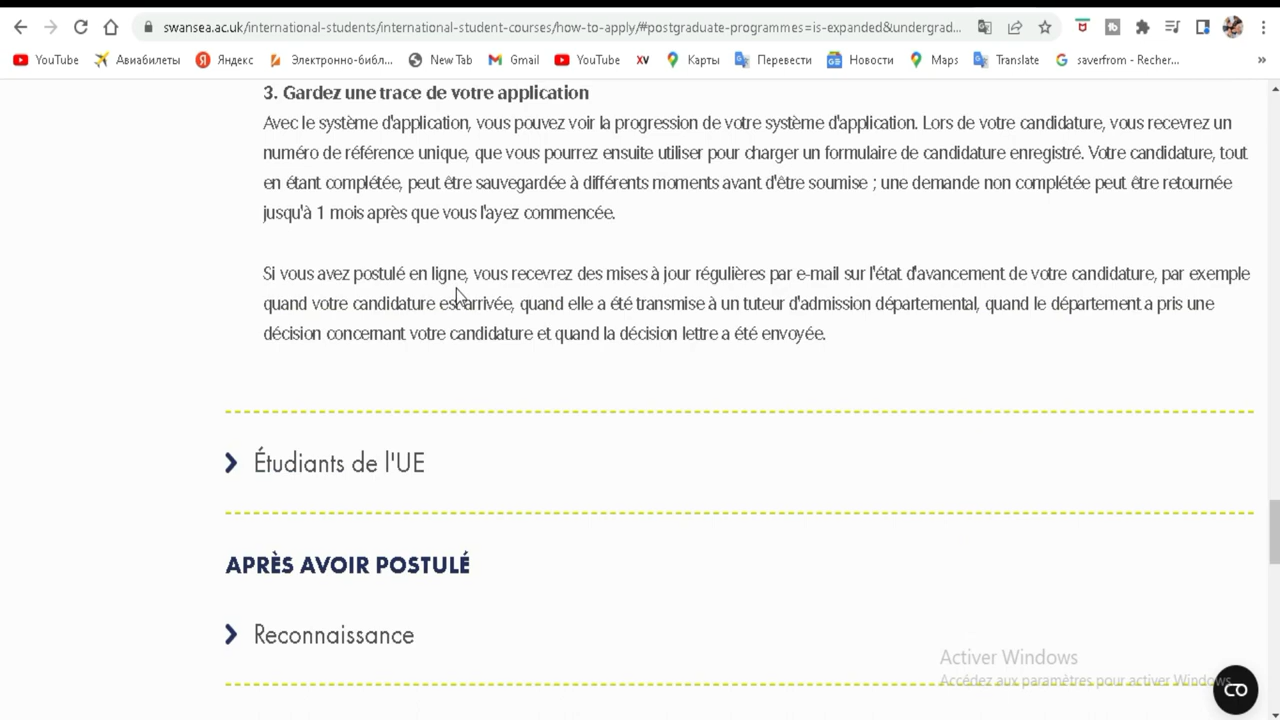 swansea.ac.uk/international-students/international-student-courses/how-to-apply/#postgraduate-programmes=is-expanded&undergrad...
YouTube Авиабилеты Яндекс Электронно-библ... New Tab Gmail YouTube XV Карты Перевести Новости Maps Translate saverfrom - Recher... »
3. Gardez une trace de votre application
Avec le système d'application, vous pouvez voir la progression de votre système d'application. Lors de votre candidature, vous recevrez un
numéro de référence unique, que vous pourrez ensuite utiliser pour charger un formulaire de candidature enregistré. Votre candidature, tout
en étant complétée, peut être sauvegardée à différents moments avant d'être soumise ; une demande non complétée peut être retournée
jusqu'à 1 mois après que vous l'ayez commencée.
Si vous avez postulé en ligne, vous recevrez des mises à jour régulières par e-mail sur l'état d'avancement de votre candidature, par exemple
quand votre candidature est arrivée, quand elle a été transmise à un tuteur d'admission départemental, quand le département a pris une
décision concernant votre candidature et quand la décision lettre a été envoyée.
Étudiants de l'UE
APRÈS AVOIR POSTULÉ
Reconnaissance
Activer Windows
Accédez aux paramètres pour activer Windows.